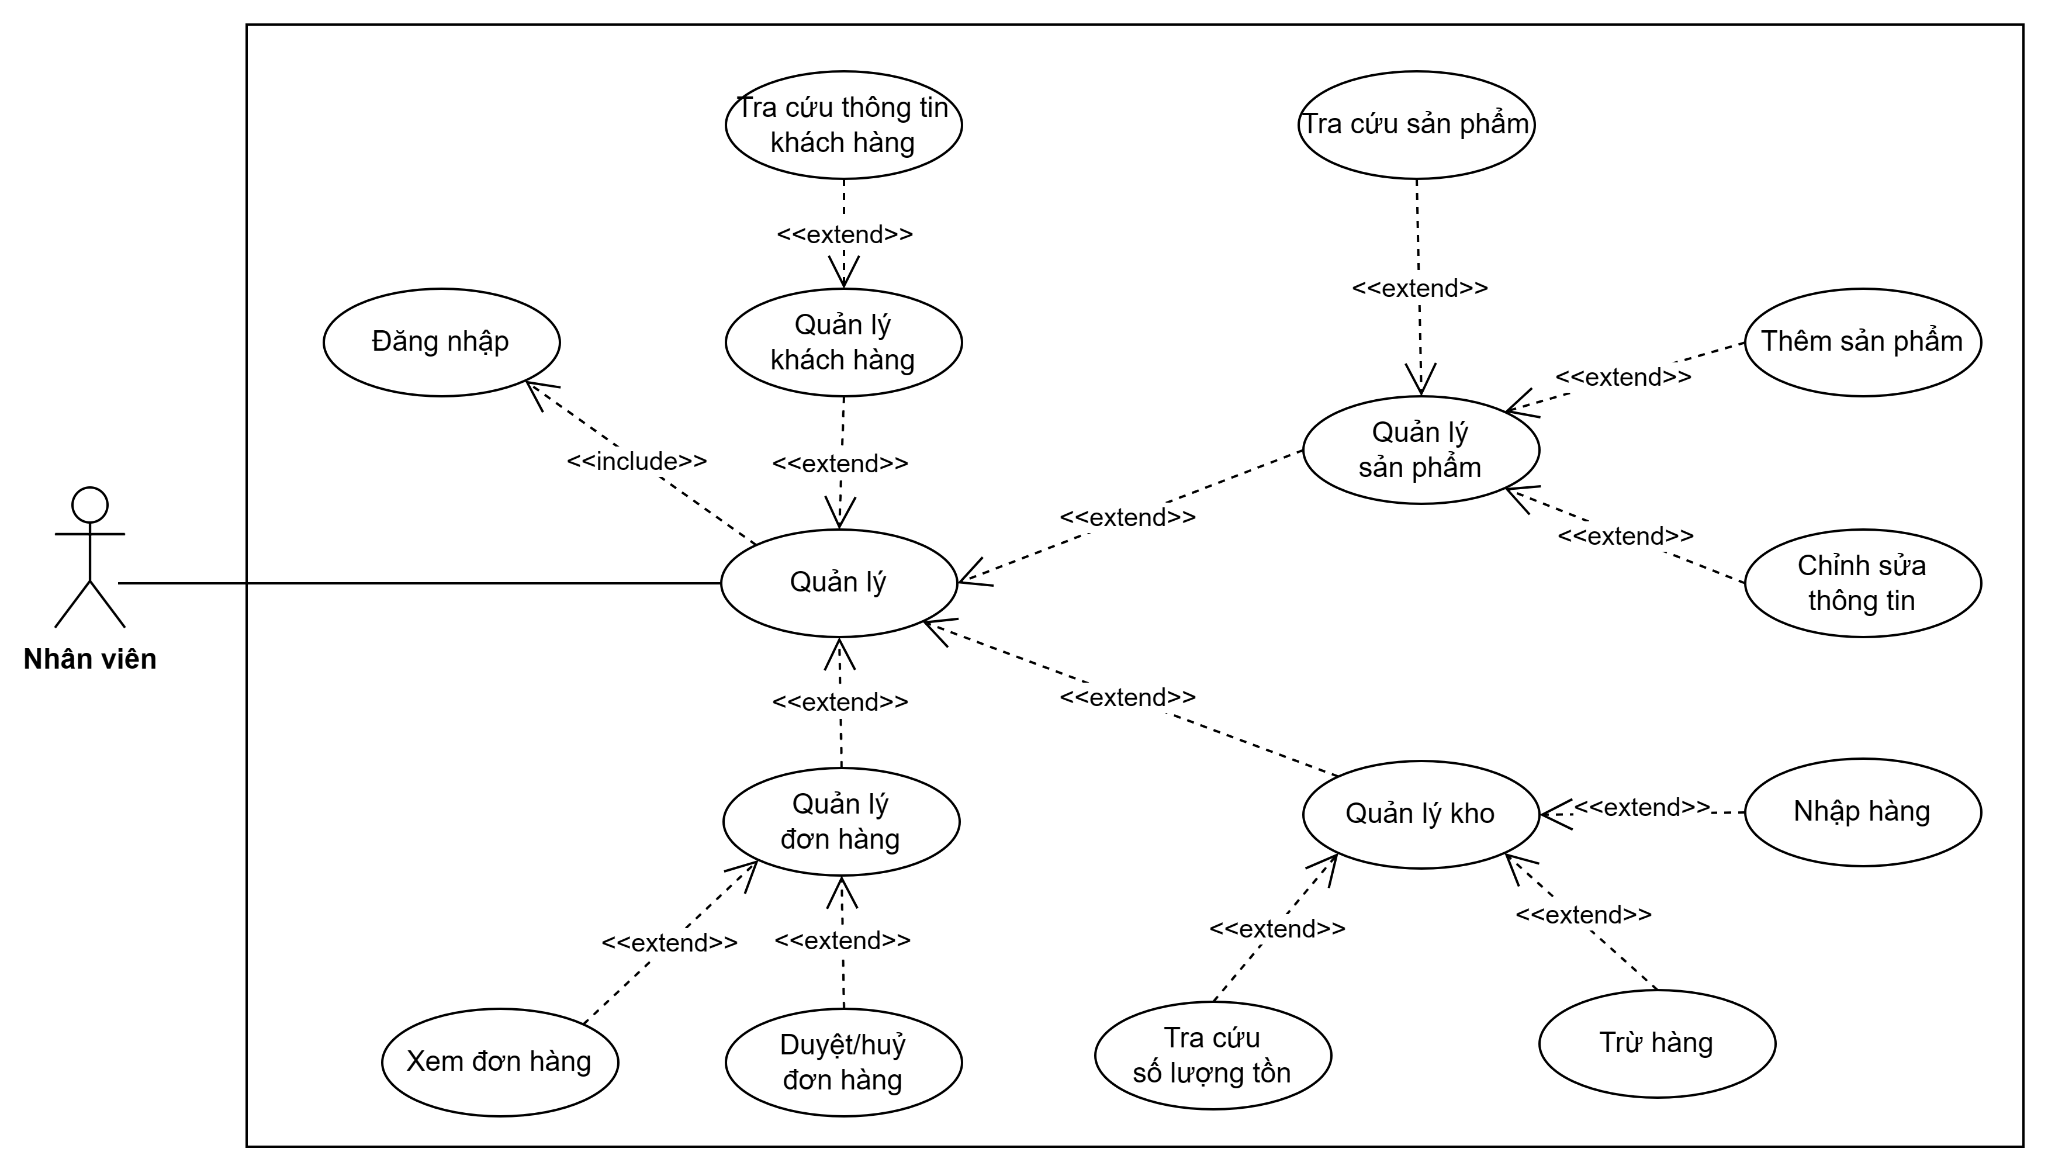 Tra cứu thông tin
khách hàng
Tra cứu sản phẩm
<<extend>>
<<extend>>
Đăng nhập
Quản lý
khách hàng
Thêm sản phẩm
<<extend>>
<<include>>
<<extend>>
Quản lý
sản phẩm
<<extend>>
<<extend>>
Quản lý
Chỉnh sửa
thông tin
Nhân viên
<<extend>>
<<extend>>
Quản lý
đơn hàng
Quản lý kho
<<extend>>
Nhập hàng
<<extend>>
<<extend>>
<<extend>>
<<extend>>
Xem đơn hàng
Duyệt/huỷ
đơn hàng
Tra cứu
số lượng tồn
Trừ hàng